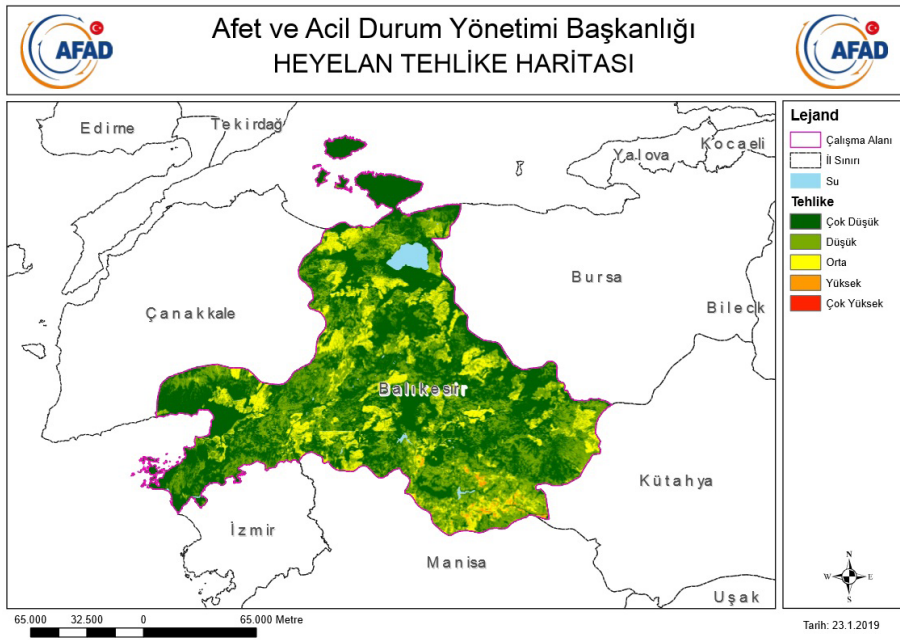 AFAD
Afet ve Acil Durum Yönetimi Başkanlığı
AFAD
HEYELAN TEHLİKE HARİTASI
Lejand
Çalışma Alanı
İl Sınırı
Su
Tehlike
Çok Düşük
Düşük
Orta
Yüksek
Çok Yüksek
Edirne
Tekirdağ
Yalova
Kocaeli
Bursa
Bileck
Çanakkale
Balıkesir
Kütahya
İzmir
Manisa
Uşak
N
W E
S
65.000 32.500 0 65.000 Metre
Tarih: 23.1.2019